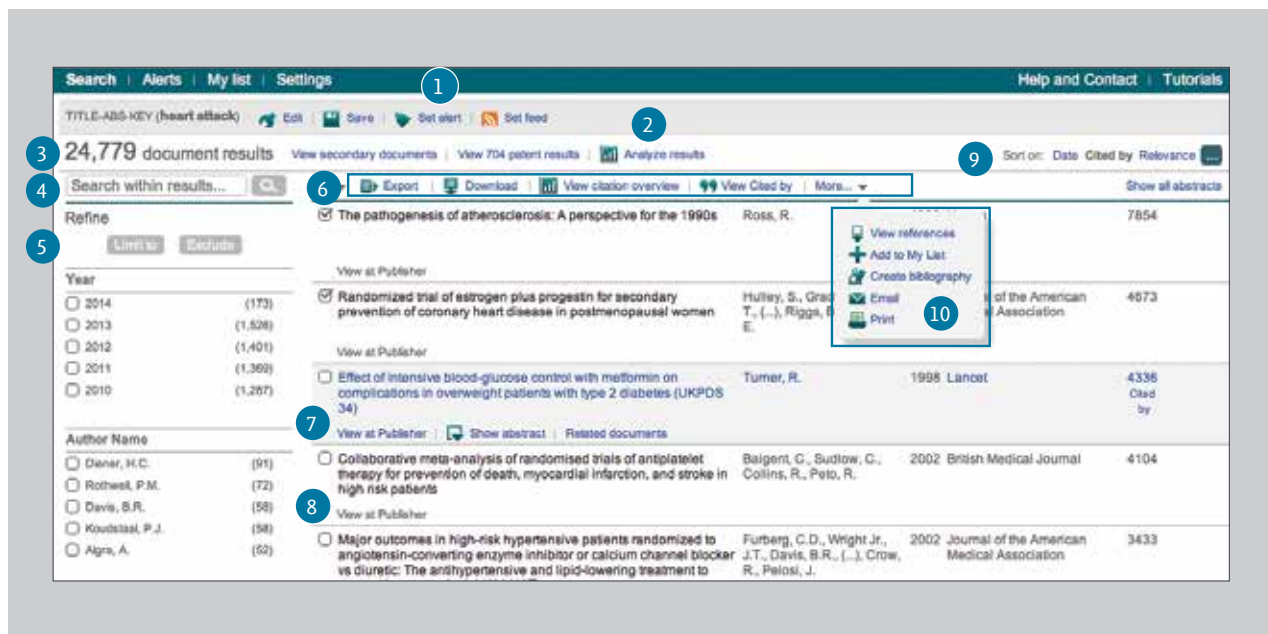 Search | Alerts | My list | Settings
Help and Contact | Tutorials
1
TITLE-ABS-KEY (heart attack) Edit | Save | Set alert | Set feed
2
3
24,779 document results View secondary documents | View 704 patent results | Analyze results
9
Sort on: Date Cited by Relevance ...
4
Search within results...
6
Export | Download | View citation overview | View Cited by | More...
Show all abstracts
Refine
5
Limit to Exclude
Year
2014 (173)
2013 (1,526)
2012 (1,401)
2011 (1,369)
2010 (1,267)
Author Name
Diener, H.C. (91)
Rothwell, P.M. (72)
Davis, B.R. (58)
Koudstaal, P.J. (58)
Algra, A. (52)
The pathogenesis of atherosclerosis: A perspective for the 1990s Ross, R. 7854
View at Publisher
Randomized trial of estrogen plus progestin for secondary
prevention of coronary heart disease in postmenopausal women
Hulley, S.,
T., (...), Riggs,
E.
of the American
Association
4673
View at Publisher
View references
Add to My List
Create bibliography
Email
Print
10
Effect of intensive blood-glucose control with metformin on
complications in overweight patients with type 2 diabetes (UKPDS
34)
Turner, R. 1998 Lancet 4336
Cited
by
7
View at Publisher | Show abstract | Related documents
Collaborative meta-analysis of randomised trials of antiplatelet
therapy for prevention of death, myocardial infarction, and stroke in
high risk patients
Baigent, C., Sudlow, C.,
Collins, R., Peto, R.
2002 British Medical Journal 4104
8
View at Publisher
Major outcomes in high-risk hypertensive patients randomized to
angiotensin-converting enzyme inhibitor or calcium channel blocker
vs diuretic: The antihypertensive and lipid-lowering treatment to
Furberg, C.D., Wright Jr.,
J.T., Davis, B.R., (...), Crow,
R., Pelosi, J.
2002 Journal of the American
Medical Association
3433